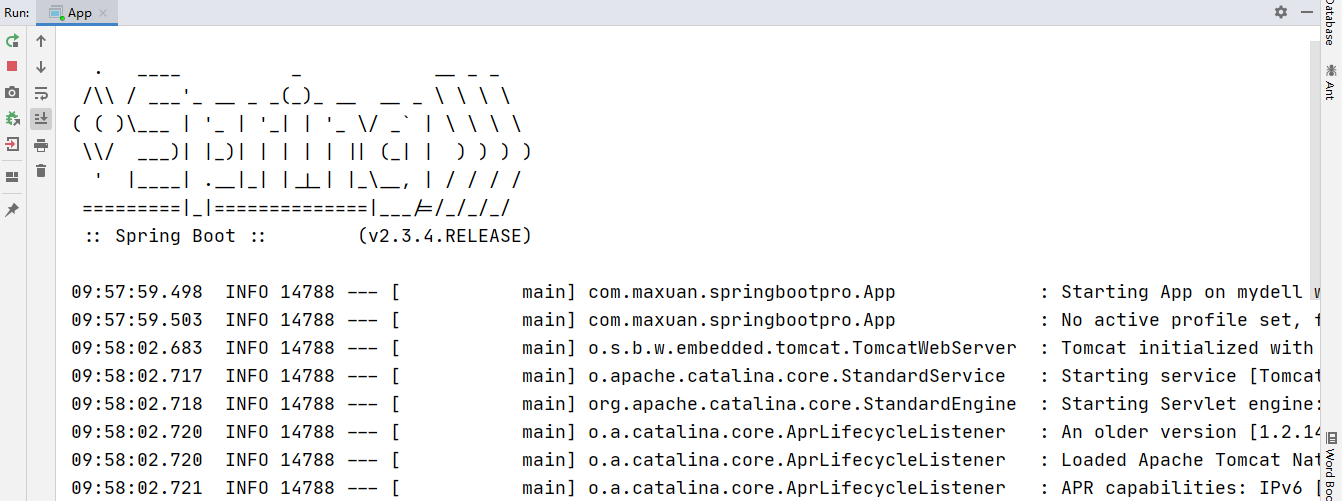 Run: App
Database
Ant
Word Boo
  .   ____          _            __ _ _
 /\\ / ___'_ __ _ _(_)_ __  __ _ \ \ \ \
( ( )\___ | '_ | '_| | '_ \/ _` | \ \ \ \
 \\/  ___)| |_)| | | | | || (_| |  ) ) ) )
  '  |____| .__|_| |_|_| |_\__, | / / / /
 =========|_|==============|___/=/_/_/_/
 :: Spring Boot ::        (v2.3.4.RELEASE)
09:57:59.498  INFO 14788 --- [           main] com.maxuan.springbootpro.App             : Starting App on mydell w
09:57:59.503  INFO 14788 --- [           main] com.maxuan.springbootpro.App             : No active profile set, f
09:58:02.683  INFO 14788 --- [           main] o.s.b.w.embedded.tomcat.TomcatWebServer  : Tomcat initialized with
09:58:02.717  INFO 14788 --- [           main] o.apache.catalina.core.StandardService   : Starting service [Tomcat
09:58:02.718  INFO 14788 --- [           main] org.apache.catalina.core.StandardEngine  : Starting Servlet engine:
09:58:02.720  INFO 14788 --- [           main] o.a.catalina.core.AprLifecycleListener   : An older version [1.2.14
09:58:02.720  INFO 14788 --- [           main] o.a.catalina.core.AprLifecycleListener   : Loaded Apache Tomcat Nat
09:58:02.721  INFO 14788 --- [           main] o.a.catalina.core.AprLifecycleListener   : APR capabilities: IPv6 [